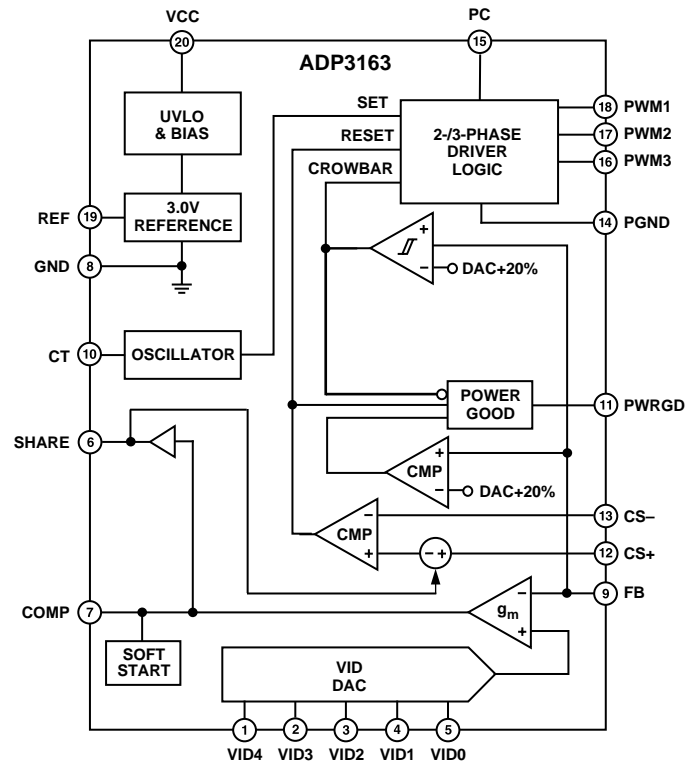 VCC
PC
20
15
ADP3163
SET
RESET
CROWBAR
UVLO
& BIAS
2-/3-PHASE
DRIVER
LOGIC
18 PWM1
17 PWM2
16 PWM3
REF 19
3.0V
REFERENCE
14 PGND
GND 8
+
– DAC+20%
CT 10
OSCILLATOR
POWER
GOOD
11 PWRGD
SHARE 6
+
CMP
– DAC+20%
–
CMP
+
– +
13 CS–
12 CS+
COMP 7
–
gm
+
9 FB
SOFT
START
VID
DAC
1 2 3 4 5
VID4 VID3 VID2 VID1 VID0